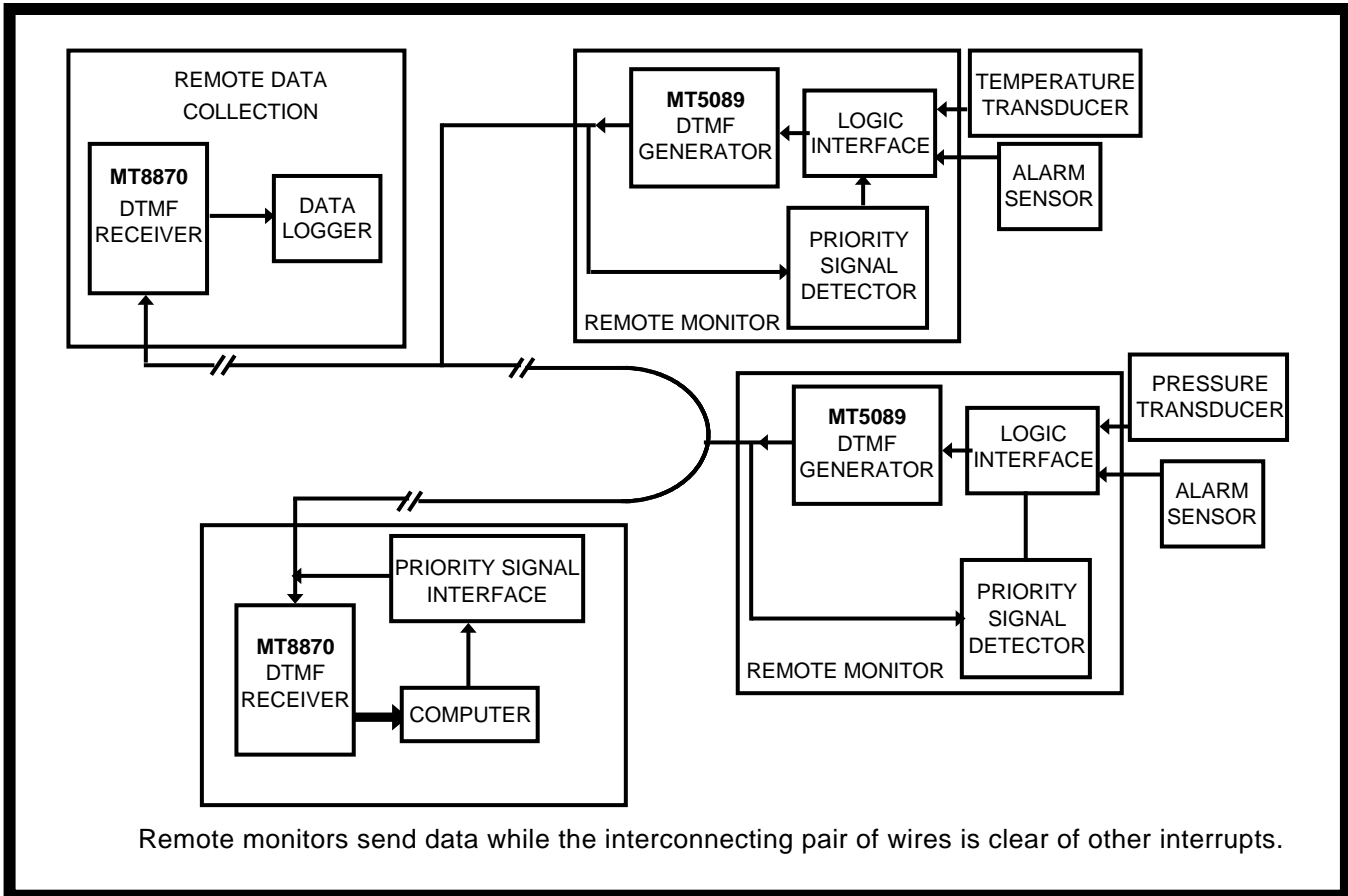 REMOTE DATA
COLLECTION
MT8870
DTMF
RECEIVER
DATA
LOGGER
MT5089
DTMF
GENERATOR
LOGIC
INTERFACE
PRIORITY
SIGNAL
DETECTOR
REMOTE MONITOR
TEMPERATURE
TRANSDUCER
ALARM
SENSOR
MT5089
DTMF
GENERATOR
LOGIC
INTERFACE
PRIORITY
SIGNAL
DETECTOR
REMOTE MONITOR
PRESSURE
TRANSDUCER
ALARM
SENSOR
PRIORITY SIGNAL
INTERFACE
MT8870
DTMF
RECEIVER
COMPUTER
Remote monitors send data while the interconnecting pair of wires is clear of other interrupts.